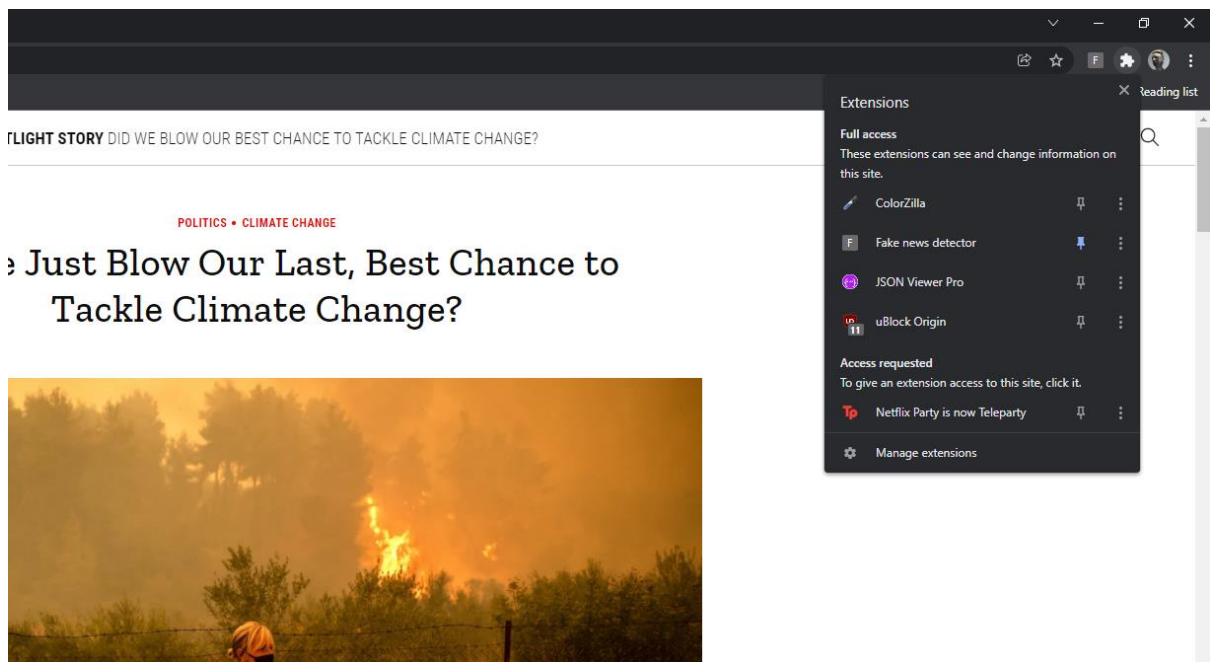 Reading list
TLIGHT STORY DID WE BLOW OUR BEST CHANCE TO TACKLE CLIMATE CHANGE?
POLITICS • CLIMATE CHANGE
e Just Blow Our Last, Best Chance to
Tackle Climate Change?
F
Extensions
Full access
These extensions can see and change information on
this site.
ColorZilla
F Fake news detector
JSON Viewer Pro
11 uBlock Origin
Access requested
To give an extension access to this site, click it.
Tp Netflix Party is now Teleparty
Manage extensions